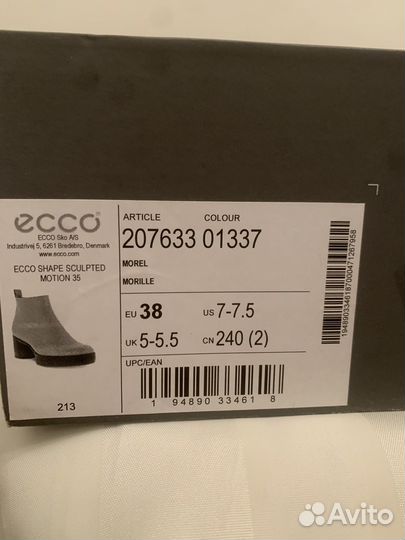 ecco
ECCO Sko A/S
Industrivej 5, 6261 Bredebro, Denmark
www.ecco.com
ECCO SHAPE SCULPTED
MOTION 35
213
ARTICLE COLOUR
207633 01337
MOREL
MORILLE
EU 38 US 7-7.5
UK 5-5.5 CN 240 (2)
UPC/EAN
1 94890 33461 8
Avito